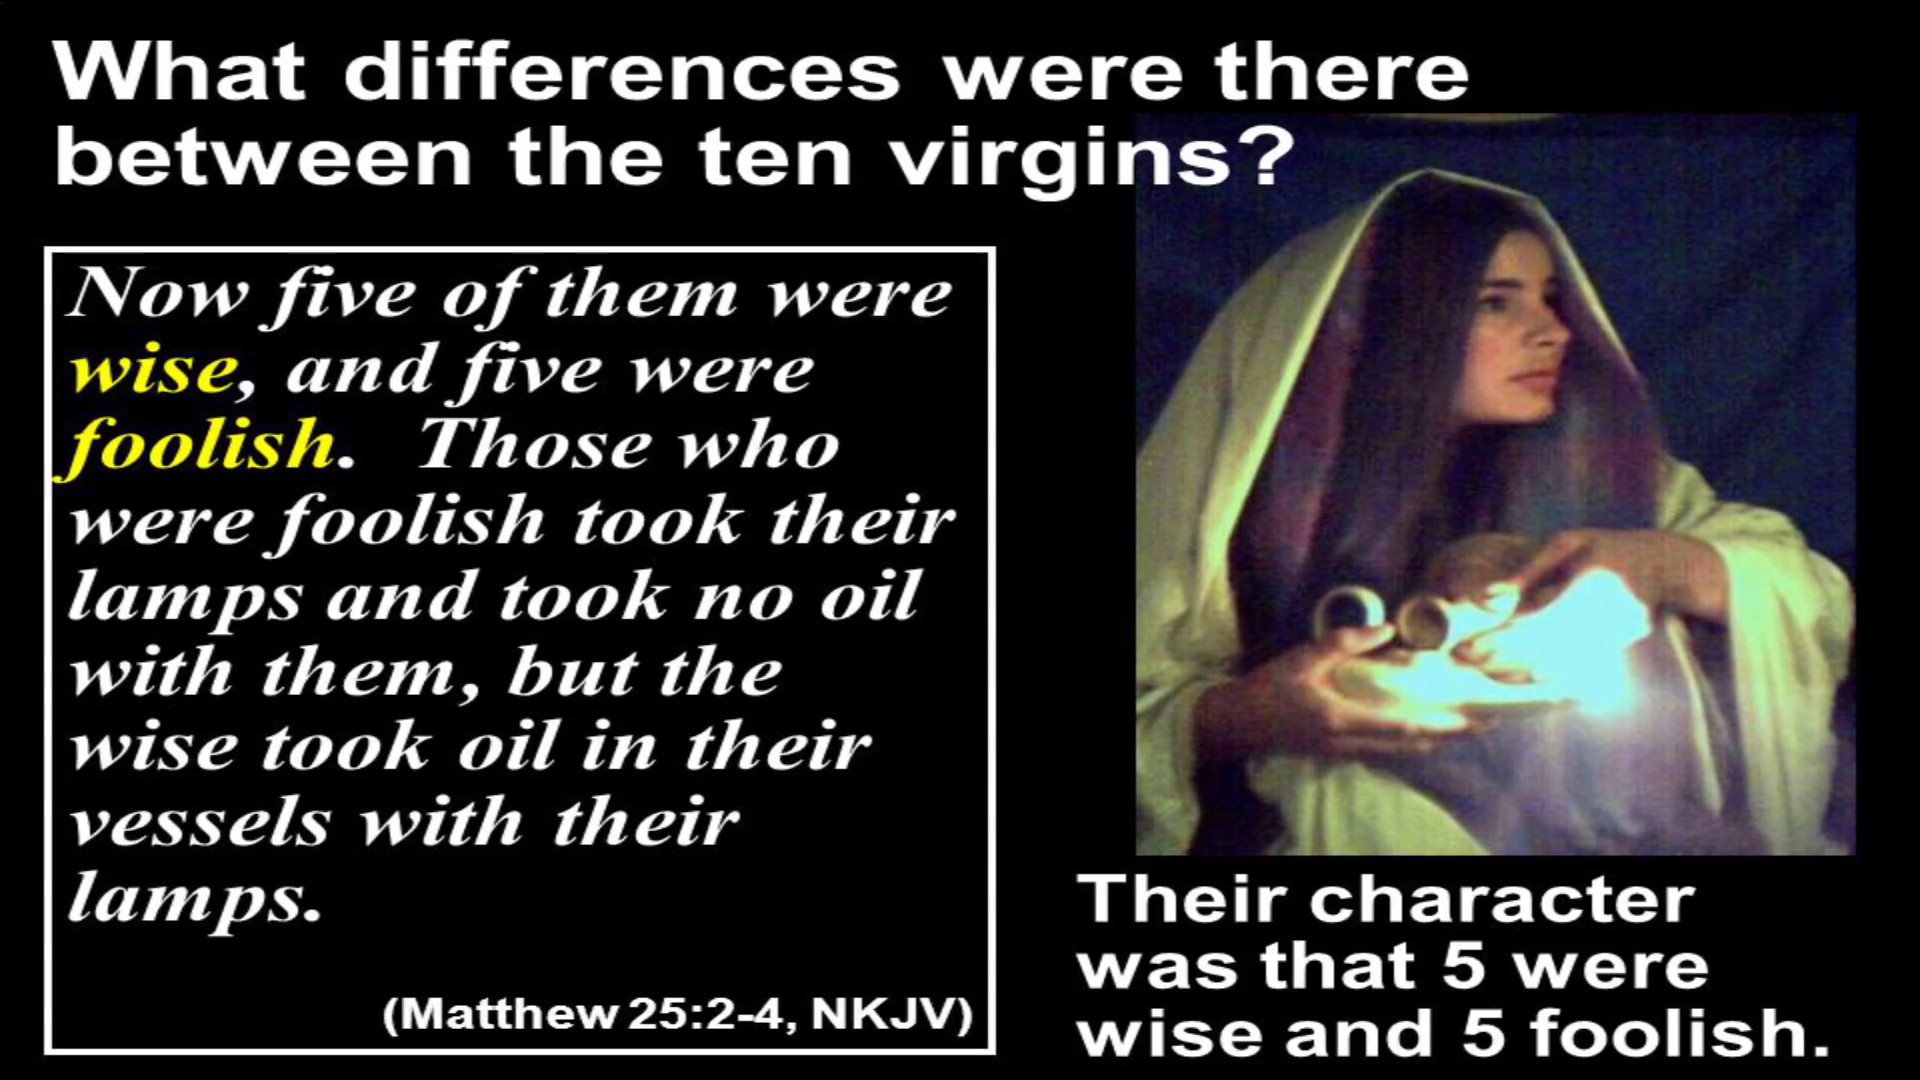 What differences were there
between the ten virgins?
Now five of them were
wise, and five were
foolish. Those who
were foolish took their
lamps and took no oil
with them, but the
wise took oil in their
vessels with their
lamps.
(Matthew 25:2-4, NKJV)
Their character
was that 5 were
wise and 5 foolish.